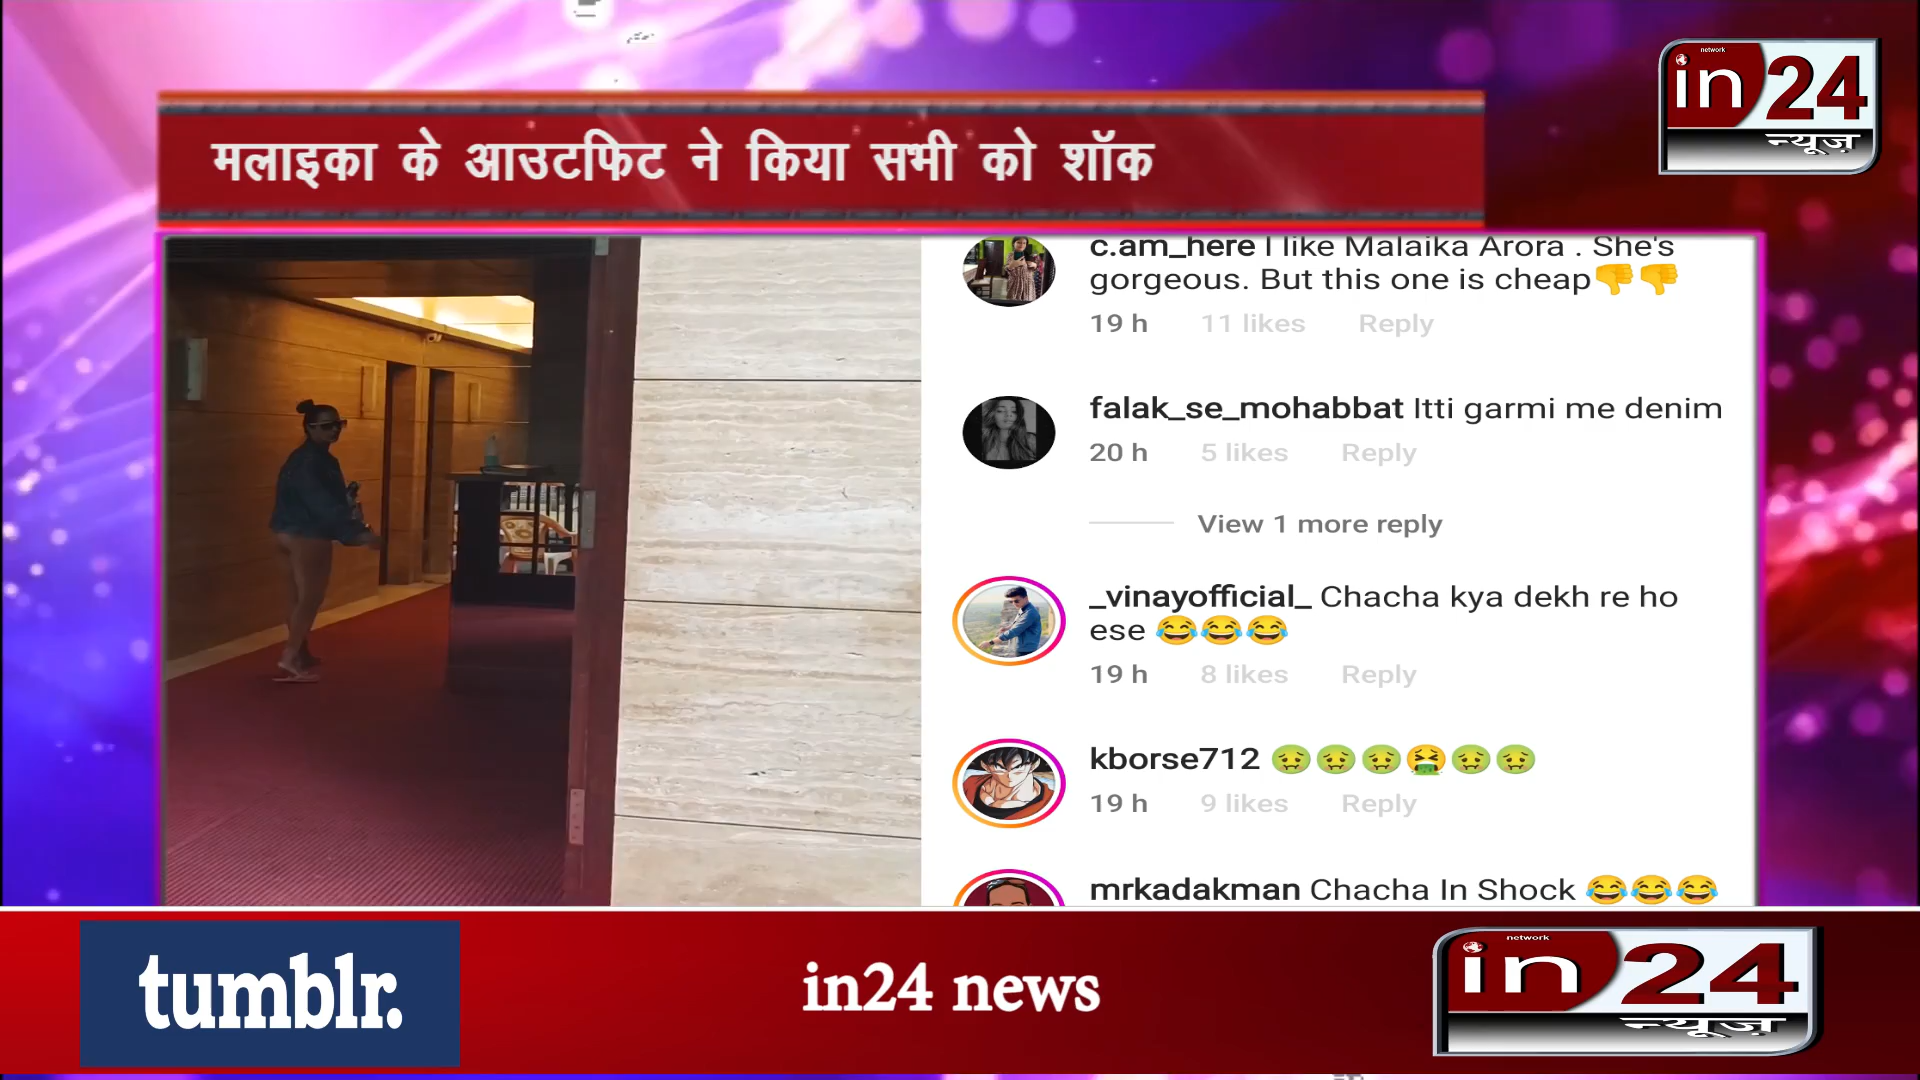 network
in 24
न्यूज़
मलाइका के आउटफिट ने किया सभी को शॉक
c.am_here I like Malaika Arora . She's
gorgeous. But this one is cheap👎👎
19 h 11 likes Reply
falak_se_mohabbat Itti garmi me denim
20 h 5 likes Reply
View 1 more reply
_vinayofficial_ Chacha kya dekh re ho
ese 😂😂😂
19 h 8 likes Reply
kborse712 🤢🤢🤢🤮🤢🤢
19 h 9 likes Reply
mrkadakman Chacha In Shock 😂😂😂
tumblr.
in24 news
network
in 24
न्यूज़